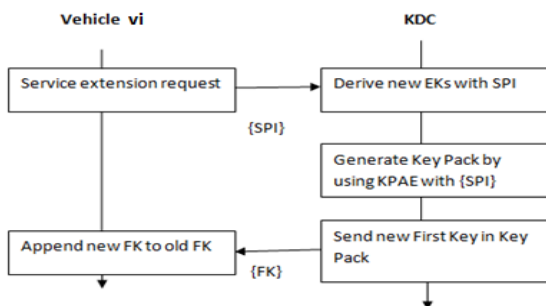 Vehicle vi
KDC
Service extension request
Derive new EKs with SPI
{SPI}
Generate Key Pack by
using KPAE with {SPI}
Append new FK to old FK
Send new First Key in Key
Pack
{FK}